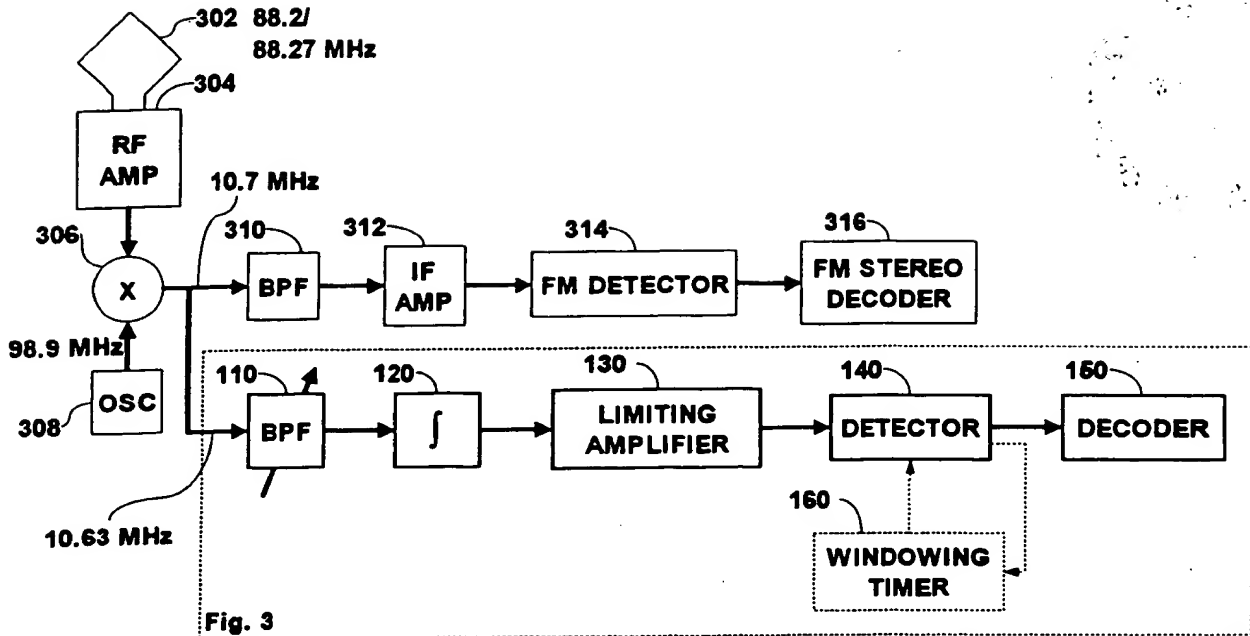 302 88.2/
88.27 MHz
304
RF
AMP
10.7 MHz
306
X
310
BPF
312
IF
AMP
314
FM DETECTOR
316
FM STEREO
DECODER
98.9 MHz
OSC
308
110
BPF
120
∫
130
LIMITING
AMPLIFIER
140
DETECTOR
150
DECODER
10.63 MHz
160
WINDOWING
TIMER
Fig. 3